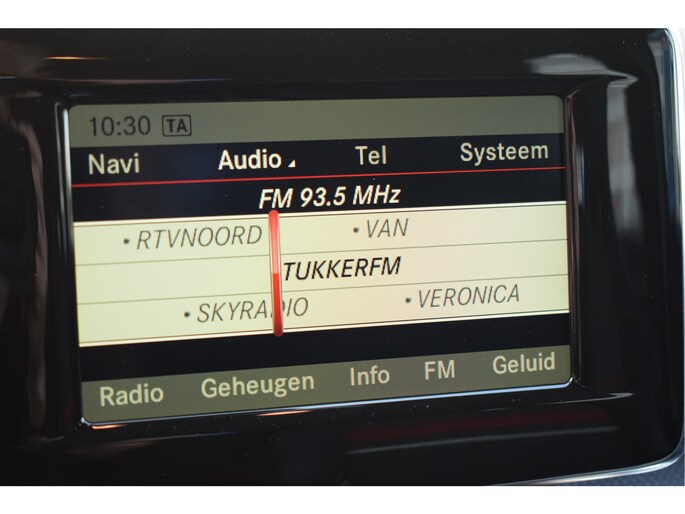 10:30 TA
Navi Audio Tel Systeem
FM 93.5 MHz
• RTVNOORD • VAN
TUKKERFM
• SKYRADIO • VERONICA
Radio Geheugen Info FM Geluid